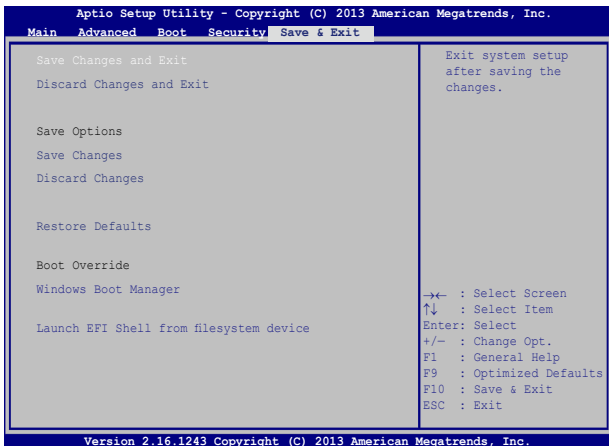 Aptio Setup Utility - Copyright (C) 2013 American Megatrends, Inc.
Main Advanced Boot Security Save & Exit
Save Changes and Exit
Discard Changes and Exit
Save Options
Save Changes
Discard Changes
Restore Defaults
Boot Override
Windows Boot Manager
Launch EFI Shell from filesystem device
Exit system setup
after saving the
changes.
→← : Select Screen
↑↓ : Select Item
Enter: Select
+/— : Change Opt.
F1 : General Help
F9 : Optimized Defaults
F10 : Save & Exit
ESC : Exit
Version 2.16.1243 Copyright (C) 2013 American Megatrends, Inc.